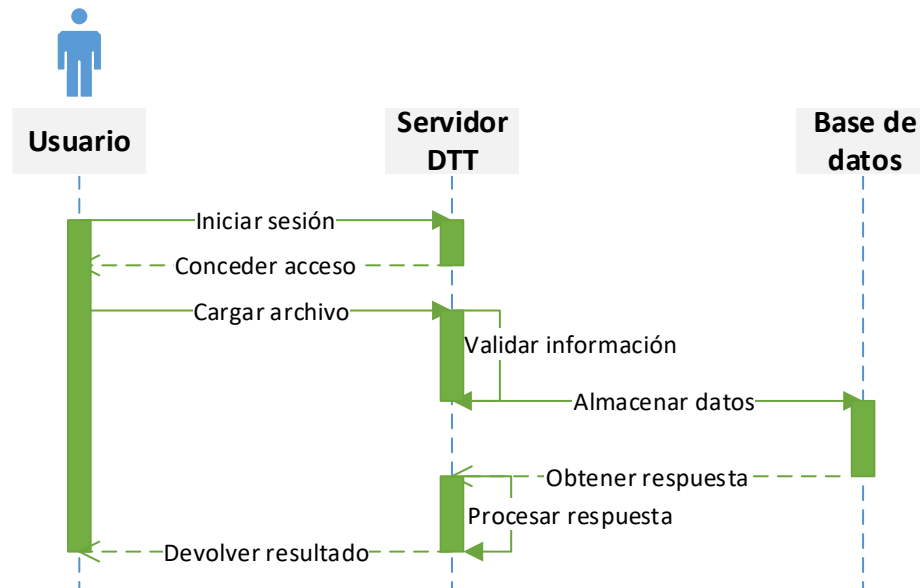 Usuario
Servidor
DTT
Base de
datos
Iniciar sesión
Conceder acceso
Cargar archivo
Validar información
Almacenar datos
Obtener respuesta
Procesar respuesta
Devolver resultado